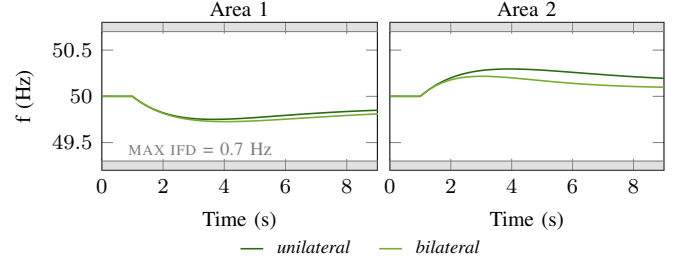 Area 1
Area 2
50.5
50
49.5
f (Hz)
MAX IFD = 0.7 Hz
0 2 4 6 8
0 2 4 6 8
Time (s)
Time (s)
unilateral
bilateral